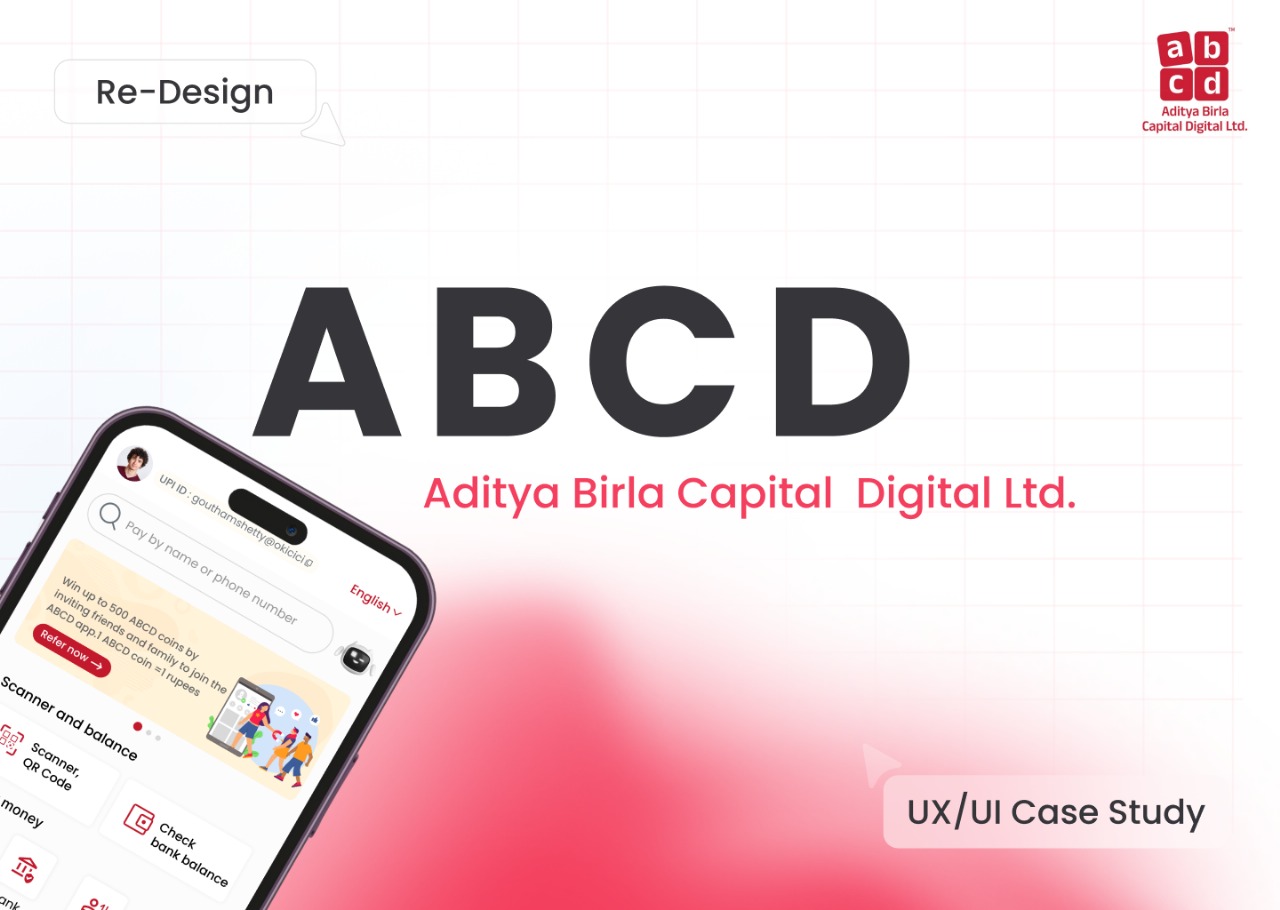 Re-Design
a b
c d
™
Aditya Birla
Capital Digital Ltd.
ABCD
Aditya Birla Capital Digital Ltd.
UPI ID : gouthamshetty@okicici
Pay by name or phone number
English
Win up to 500 ABCD coins by
inviting friends and family to join the
ABCD app.1 ABCD coin =1 rupees
Refer now →
Scanner and balance
Scanner,
QR Code
Check
bank balance
money
UX/UI Case Study